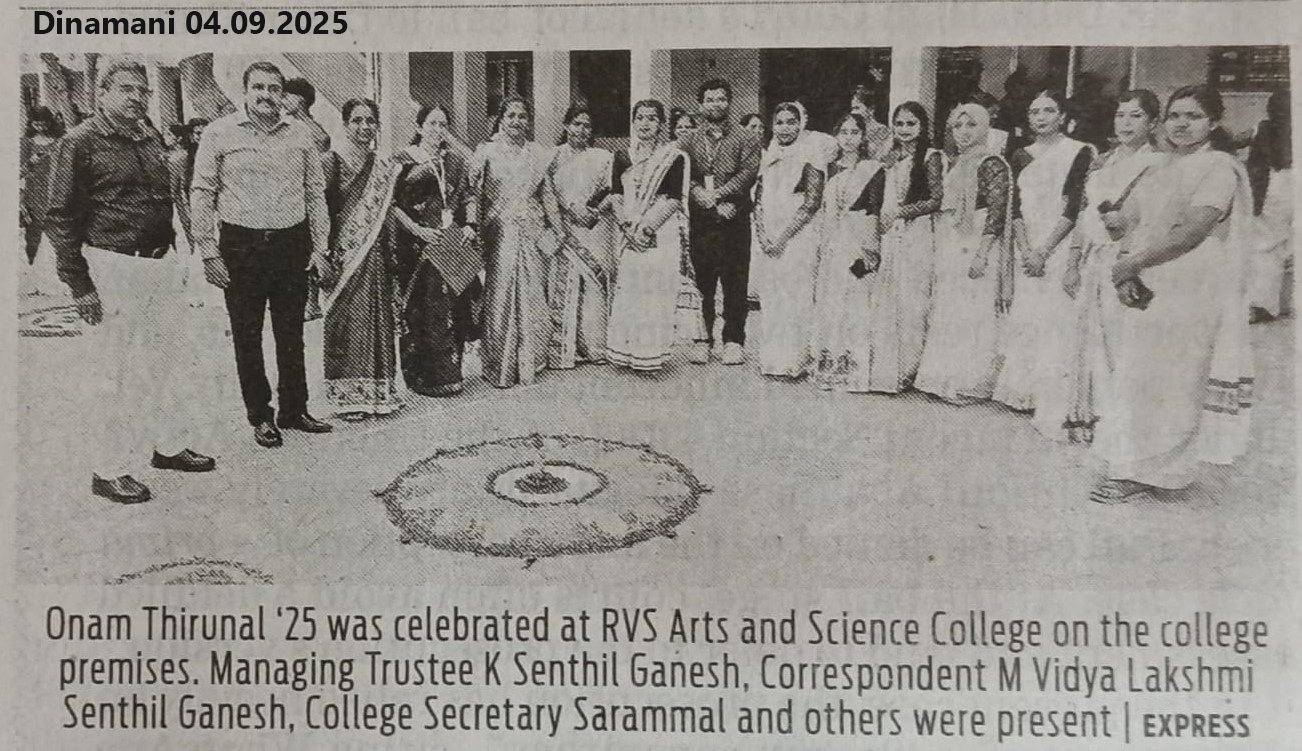 Dinamani 04.09.2025
Onam Thirunal ‘25 was celebrated at RVS Arts and Science College on the college
premises. Managing Trustee K Senthil Ganesh, Correspondent M Vidya Lakshmi
Senthil Ganesh, College Secretary Sarammal and others were present | EXPRESS